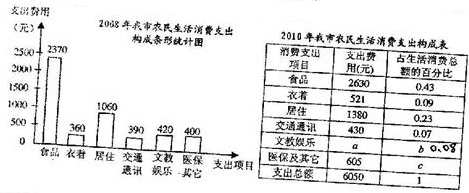 支出费用
(元)
2008年我市农民生活消费支出
构成条形统计图
2500
2000
1500
1000
500
0
2370
360
1060
390
420
400
食品
衣着
居住
交通通讯
文教娱乐
医保其它
支出项目
2010年我市农民生活消费支出构成表
消费支出项目 支出费用(元) 占生活消费总额的百分比
食品 2630 0.43
衣着 521 0.09
居住 1380 0.23
交通通讯 430 0.07
文教娱乐 a b 0.08
医保及其它 605 c
支出总额 6050 1